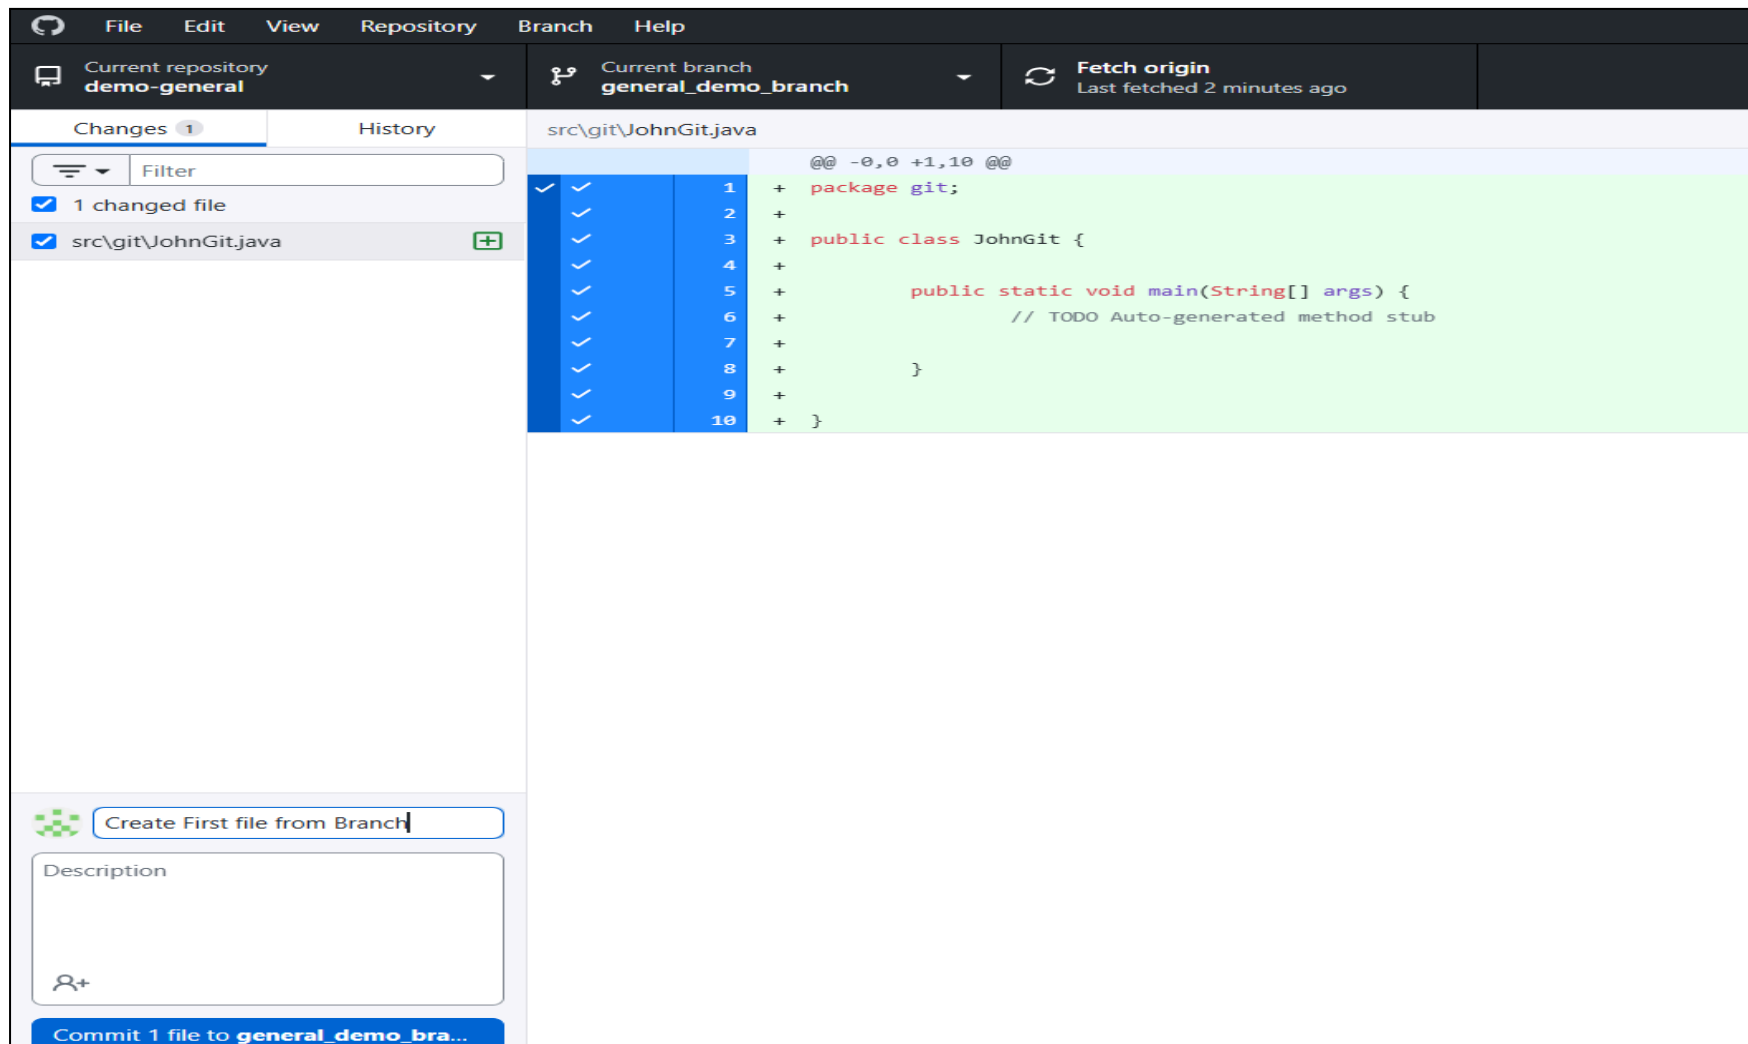 File Edit View Repository Branch Help
Current repository
demo-general
Current branch
general_demo_branch
Fetch origin
Last fetched 2 minutes ago
Changes 1
History
Filter
1 changed file
src\git\JohnGit.java
src\git\JohnGit.java
@@ -0,0 +1,10 @@
1 + package git;
2 +
3 + public class JohnGit {
4 +
5 + public static void main(String[] args) {
6 + // TODO Auto-generated method stub
7 +
8 + }
9 +
10 + }
Create First file from Branch
Description
Commit 1 file to general_demo_bra...